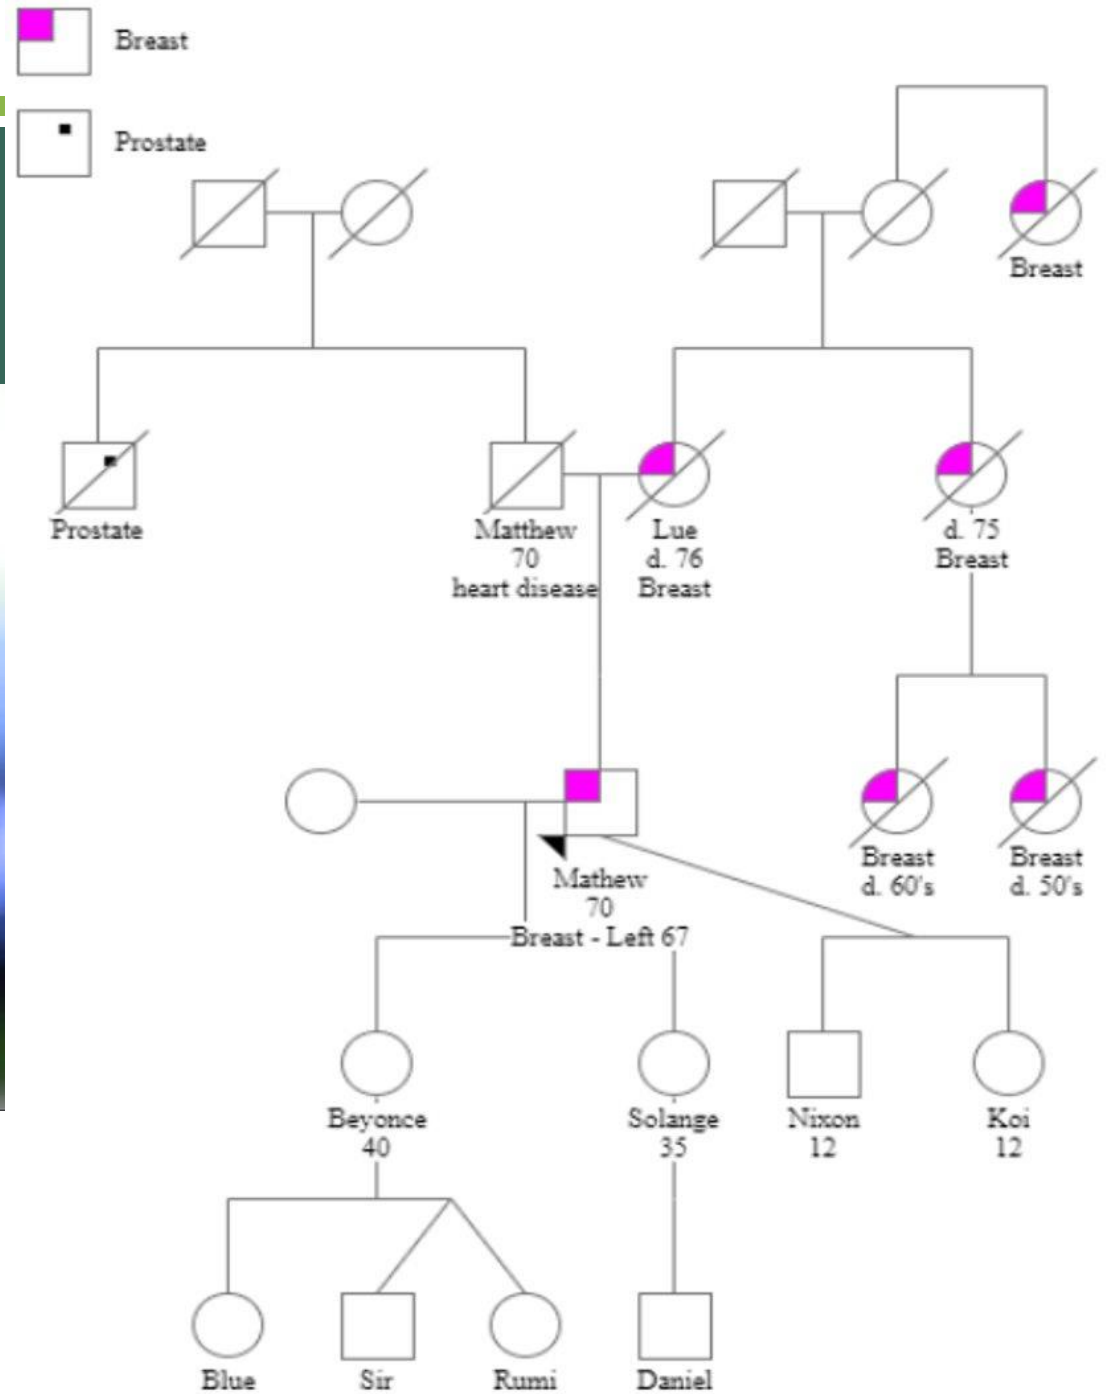 Breast
Prostate
Breast
Prostate
Matthew
70
heart disease
Lue
d. 76
Breast
d. 75
Breast
Mathew
70
Breast - Left 67
Breast
d. 60's
Breast
d. 50's
Beyonce
40
Solange
35
Nixon
12
Koi
12
Blue
Sir
Rumi
Daniel